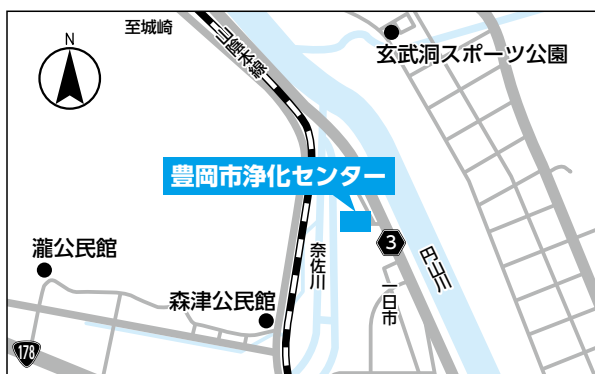 至城崎
N
山陰本線
玄武洞スポーツ公園
豊岡市浄化センター
3
瀧公民館
奈佐川
円山川
一日市
森津公民館
178